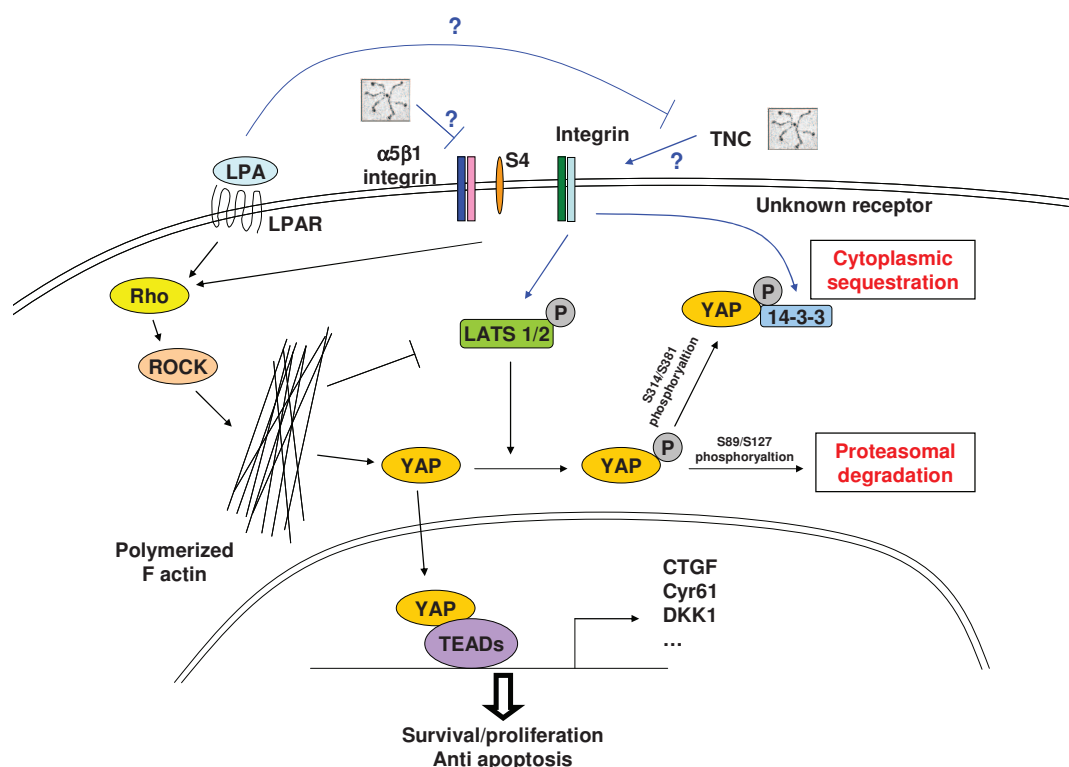 ?
?
Integrin
TNC
α5β1
integrin
S4
?
LPA
LPAR
Unknown receptor
Cytoplasmic
sequestration
Rho
P
YAP
14-3-3
P
LATS 1/2
ROCK
S314/S381
phosphoryaltion
YAP
P
YAP
S89/S127
phosphoryaltion
Proteasomal
degradation
Polymerized
F actin
CTGF
Cyr61
DKK1
...
YAP
TEADs
Survival/proliferation
Anti apoptosis